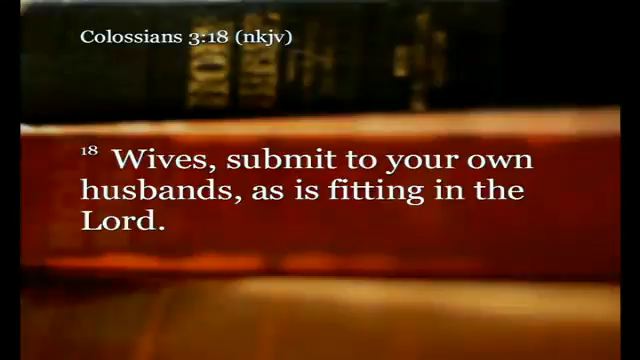 Colossians 3:18 (nkjv)
18 Wives, submit to your own
husbands, as is fitting in the
Lord.